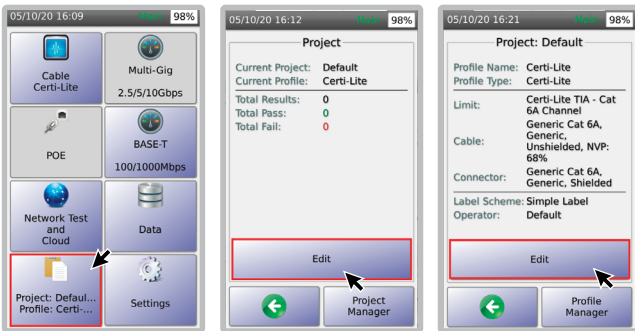 05/10/20 16:09
98%
Cable
Certi-Lite
Multi-Gig
2.5/5/10Gbps
POE
BASE-T
100/1000Mbps
Network Test
and
Cloud
Data
Project: Defaul...
Profile: Certi-...
Settings
05/10/20 16:12
98%
Project
Current Project: Default
Current Profile: Certi-Lite
Total Results: 0
Total Pass: 0
Total Fail: 0
Edit
Project
Manager
05/10/20 16:21
98%
Project: Default
Profile Name: Certi-Lite
Profile Type: Certi-Lite
Limit: Certi-Lite TIA - Cat
6A Channel
Cable: Generic Cat 6A,
Generic,
Unshielded, NVP:
68%
Connector: Generic Cat 6A,
Generic, Shielded
Label Scheme: Simple Label
Operator: Default
Edit
Profile
Manager